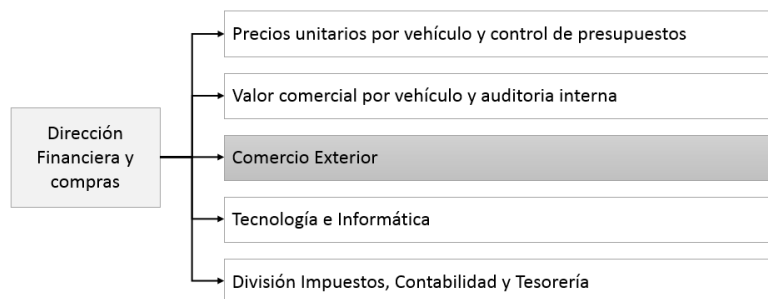 Precios unitarios por vehículo y control de presupuestos
Valor comercial por vehículo y auditoria interna
Dirección
Financiera y
compras
Comercio Exterior
Tecnología e Informática
División Impuestos, Contabilidad y Tesorería